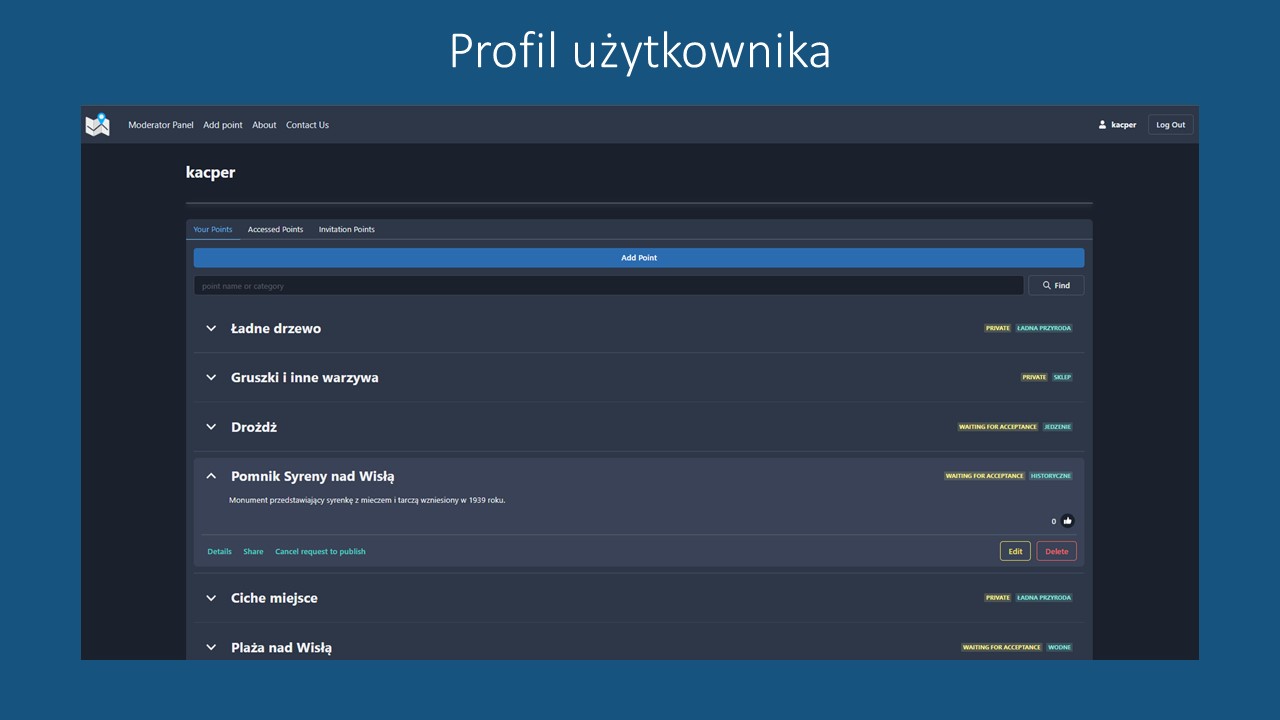 Profil użytkownika
Moderator Panel Add point About Contact Us kacper Log Out
kacper
Your Points Accessed Points Invitation Points
Add Point
point name or category Find
Ładne drzewo PRIVATE ŁADNA PRZYRODA
Gruszki i inne warzywa PRIVATE SKLEP
Drożdż WAITING FOR ACCEPTANCE JEDZENIE
Pomnik Syreny nad Wisłą WAITING FOR ACCEPTANCE HISTORYCZNE
Monument przedstawiający syrenkę z mieczem i tarczą wzniesiony w 1939 roku.
0
Details Share Cancel request to publish Edit Delete
Ciche miejsce PRIVATE ŁADNA PRZYRODA
Plaża nad Wisłą WAITING FOR ACCEPTANCE WODNE